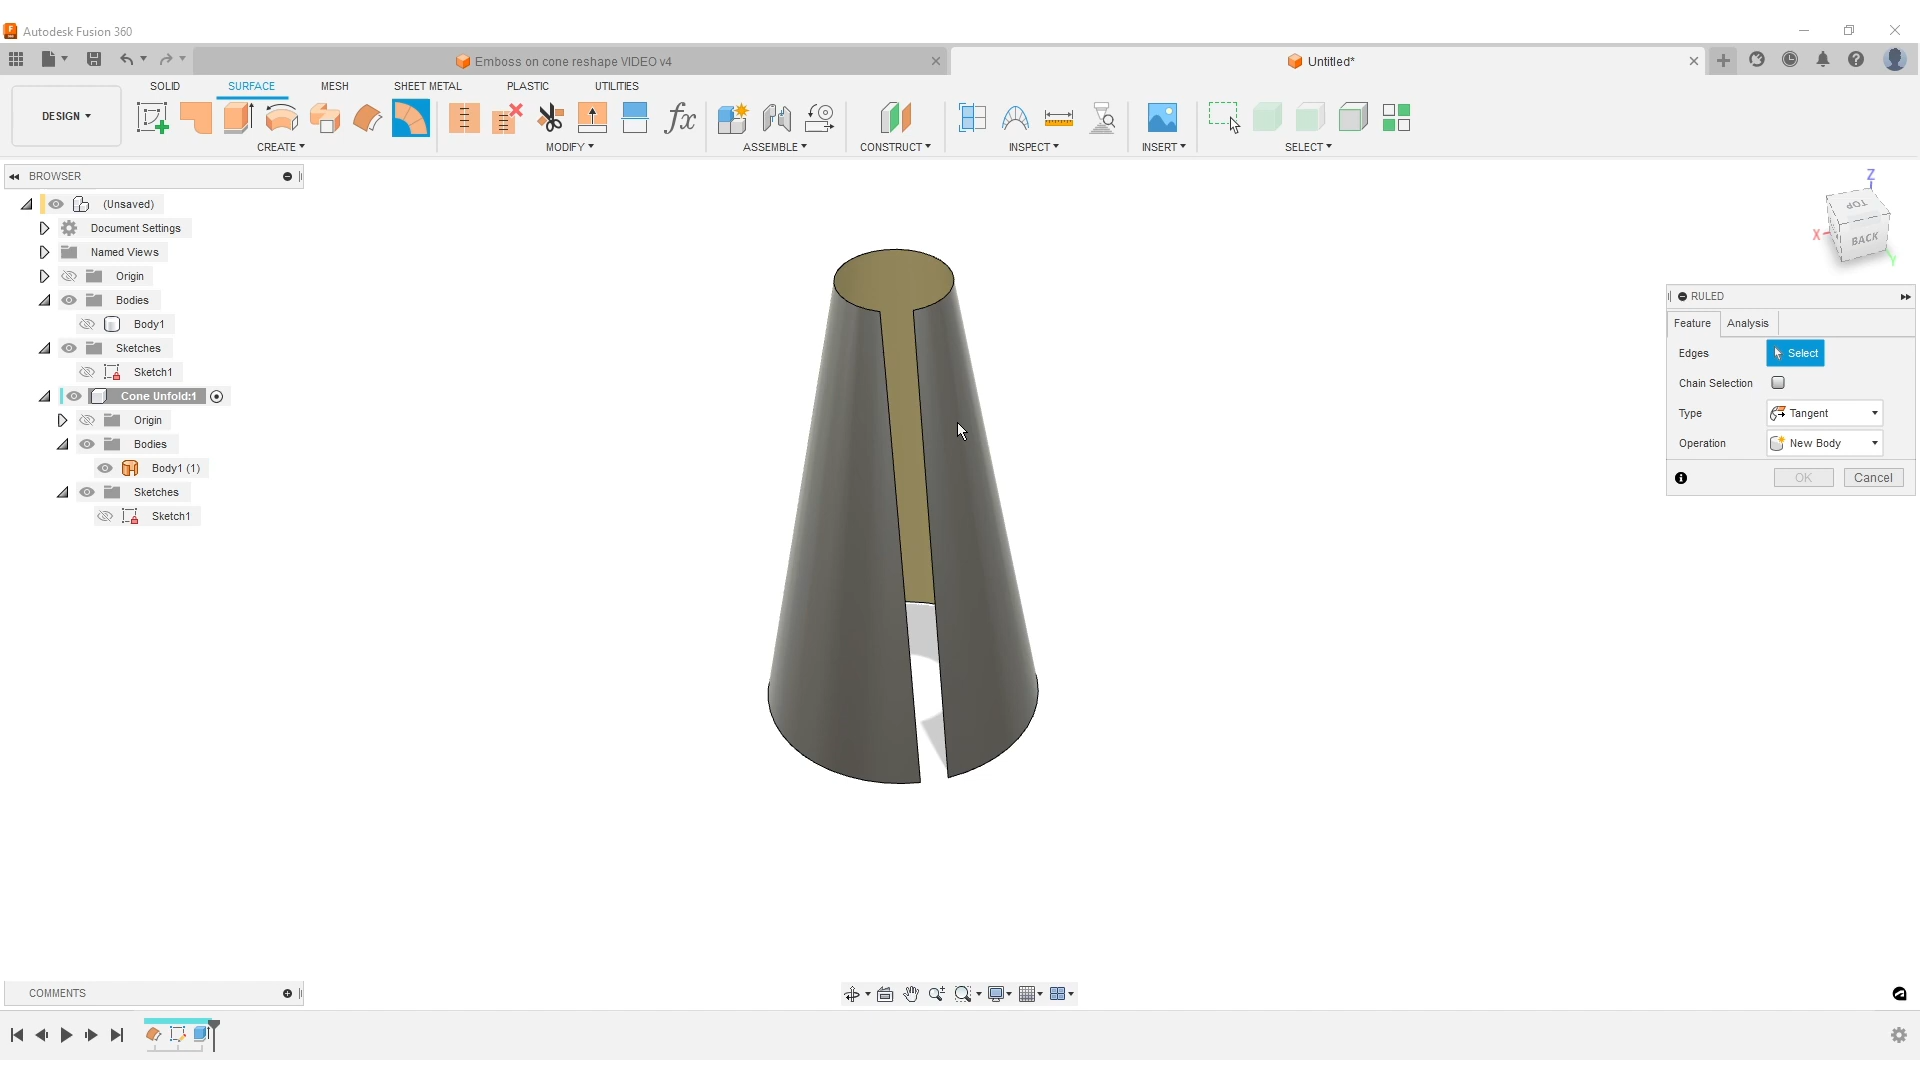 Autodesk Fusion 360
Emboss on cone reshape VIDEO v4
Untitled*
DESIGN
SOLID
SURFACE
MESH
SHEET METAL
PLASTIC
UTILITIES
fx
CREATE
MODIFY
ASSEMBLE
CONSTRUCT
INSPECT
INSERT
SELECT
BROWSER
(Unsaved)
Document Settings
Named Views
Origin
Bodies
Body1
Sketches
Sketch1
Cone Unfold:1
Origin
Bodies
Body1 (1)
Sketches
Sketch1
Z
TOP
X
BACK
Y
RULED
Feature
Analysis
Edges
Select
Chain Selection
Type
Tangent
Operation
New Body
OK
Cancel
COMMENTS